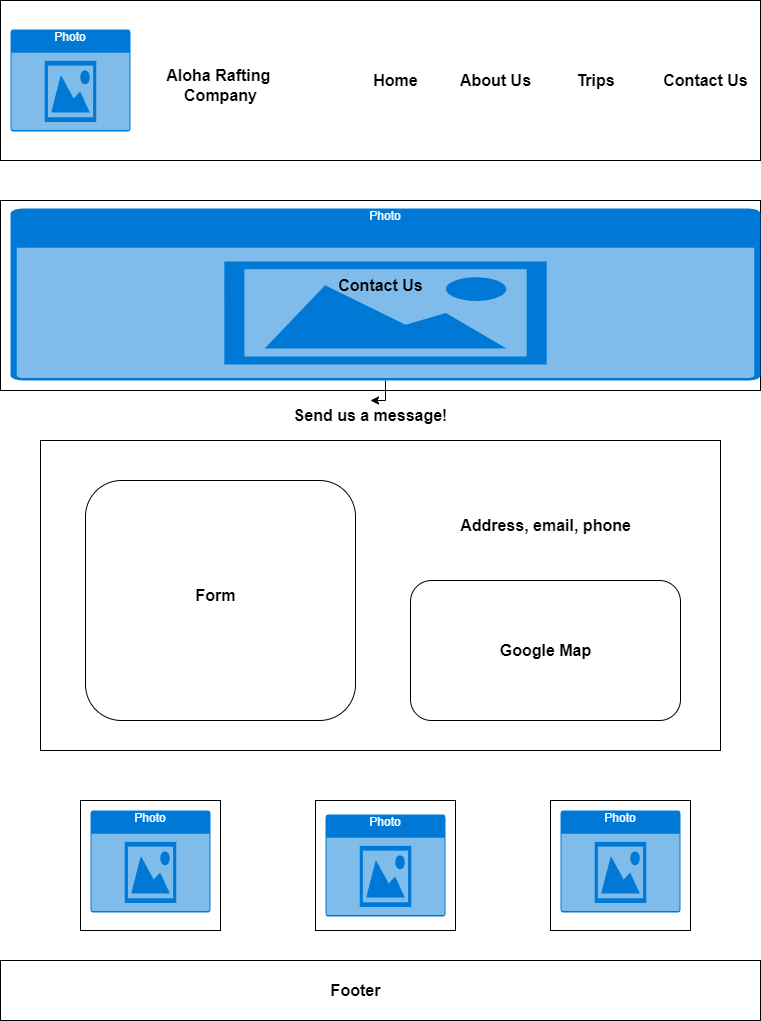 Photo
Aloha Rafting
Company
Home
About Us
Trips
Contact Us
Photo
Contact Us
Send us a message!
Form
Address, email, phone
Google Map
Photo
Photo
Photo
Footer